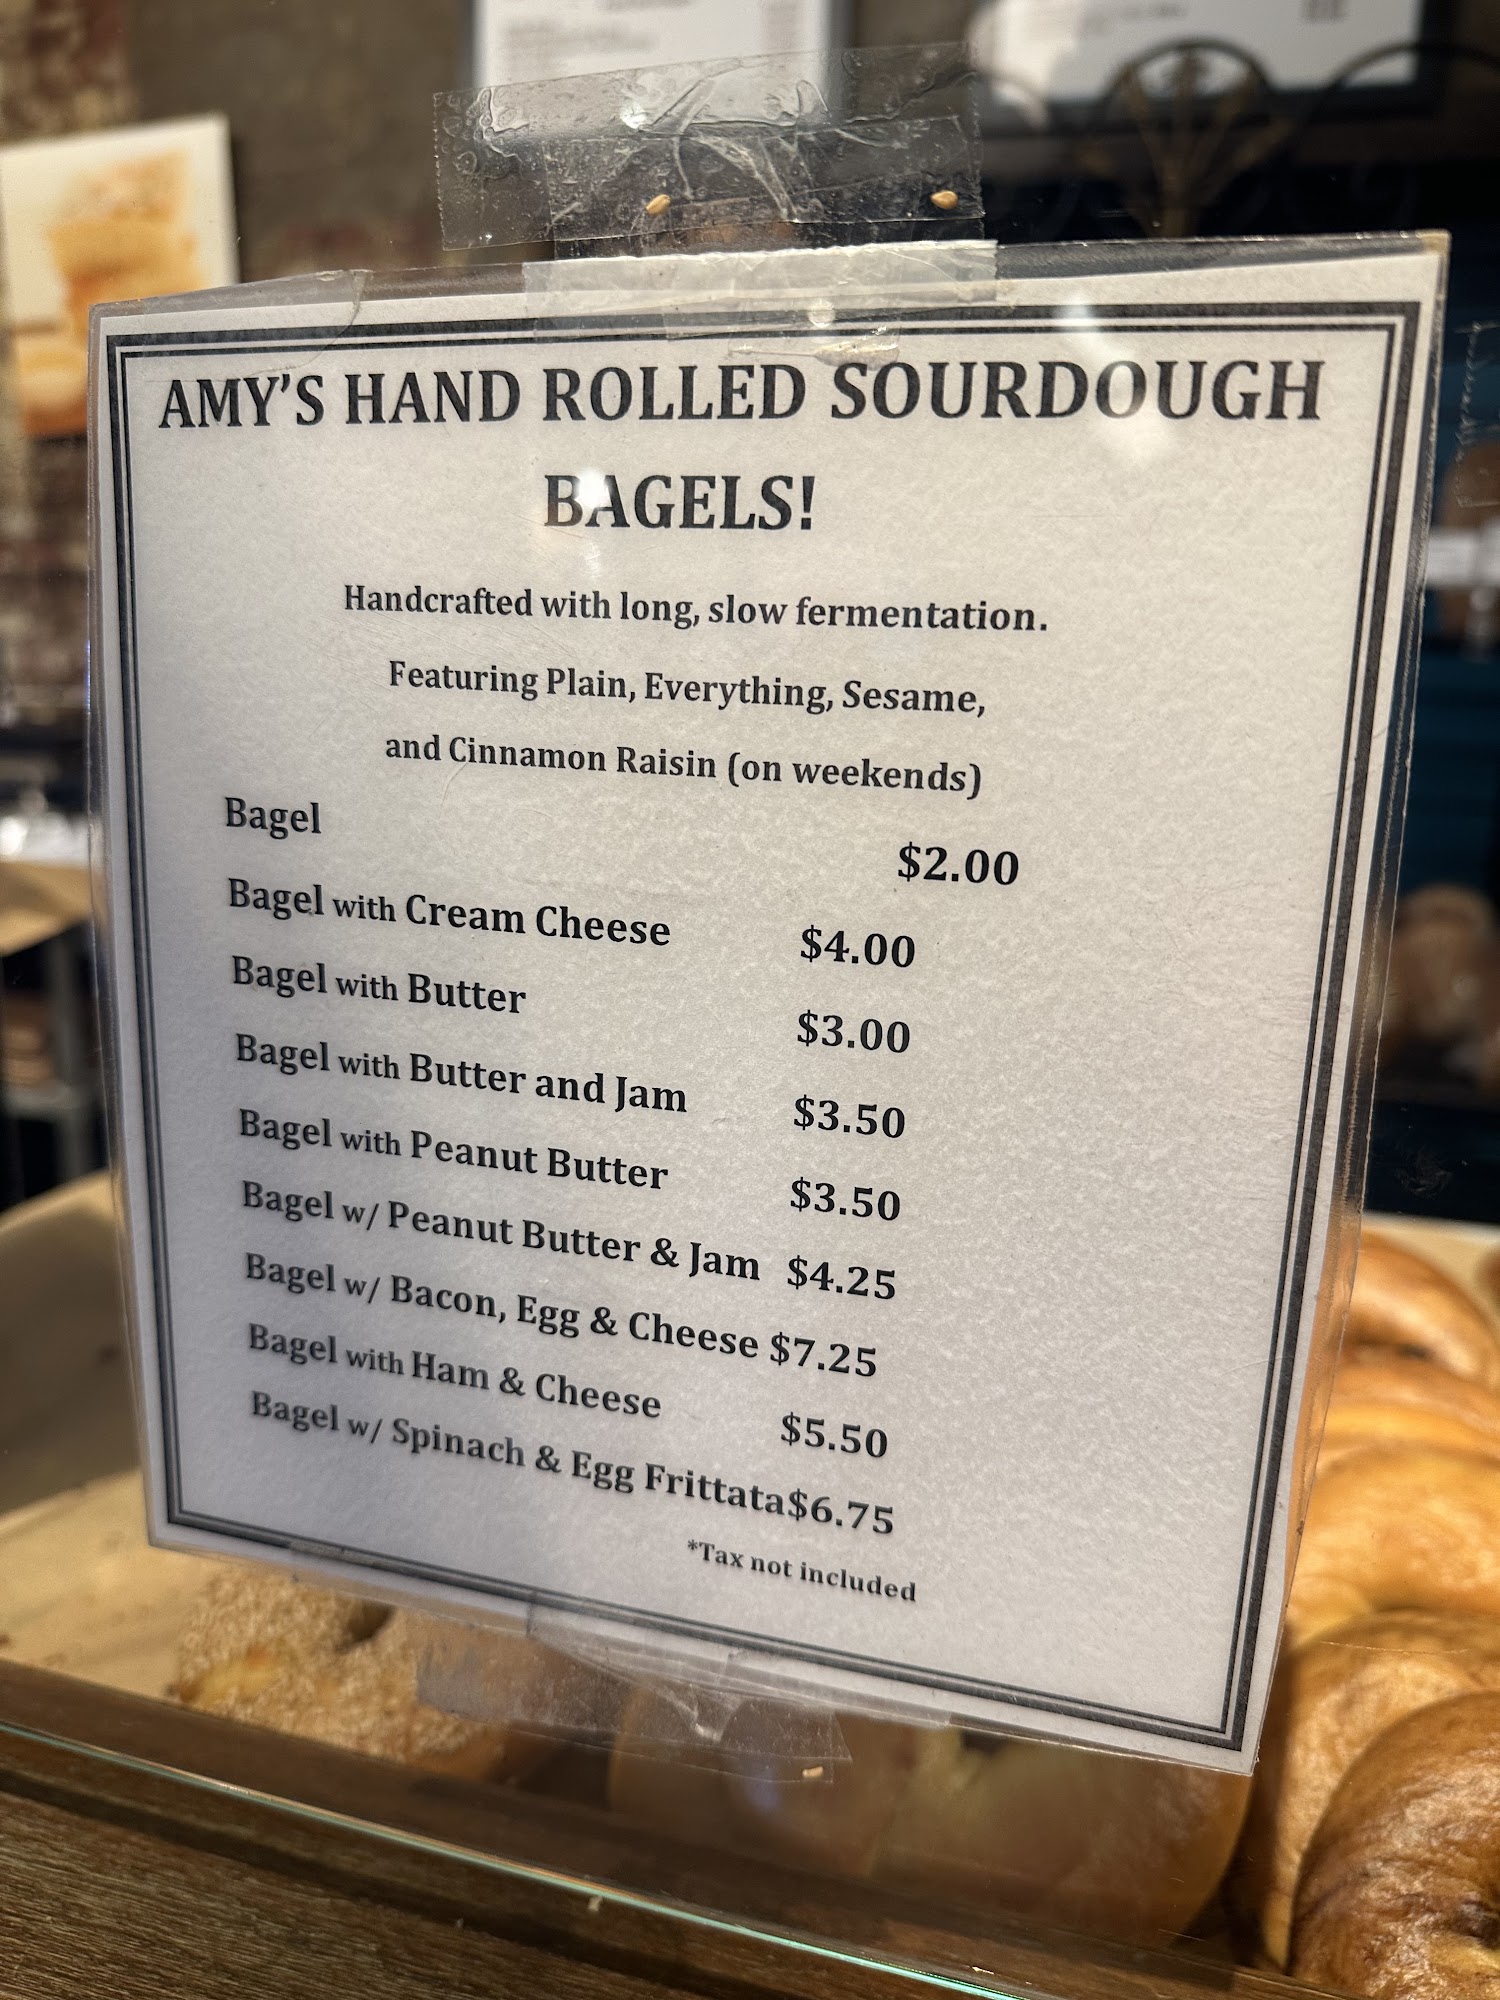 AMY'S HAND ROLLED SOURDOUGH
BAGELS!
Handcrafted with long, slow fermentation.
Featuring Plain, Everything, Sesame,
and Cinnamon Raisin (on weekends)
Bagel $2.00
Bagel with Cream Cheese $4.00
Bagel with Butter $3.00
Bagel with Butter and Jam $3.50
Bagel with Peanut Butter $3.50
Bagel w/ Peanut Butter & Jam $4.25
Bagel w/ Bacon, Egg & Cheese $7.25
Bagel with Ham & Cheese $5.50
Bagel w/ Spinach & Egg Frittata$6.75
*Tax not included